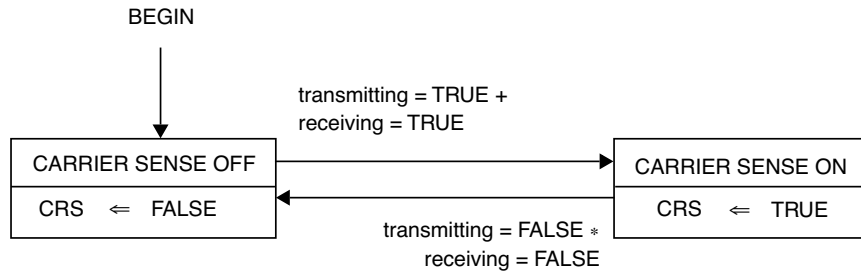 BEGIN
transmitting = TRUE +
receiving = TRUE
CARRIER SENSE OFF
CARRIER SENSE ON
CRS ⇐ FALSE
CRS ⇐ TRUE
transmitting = FALSE *
receiving = FALSE